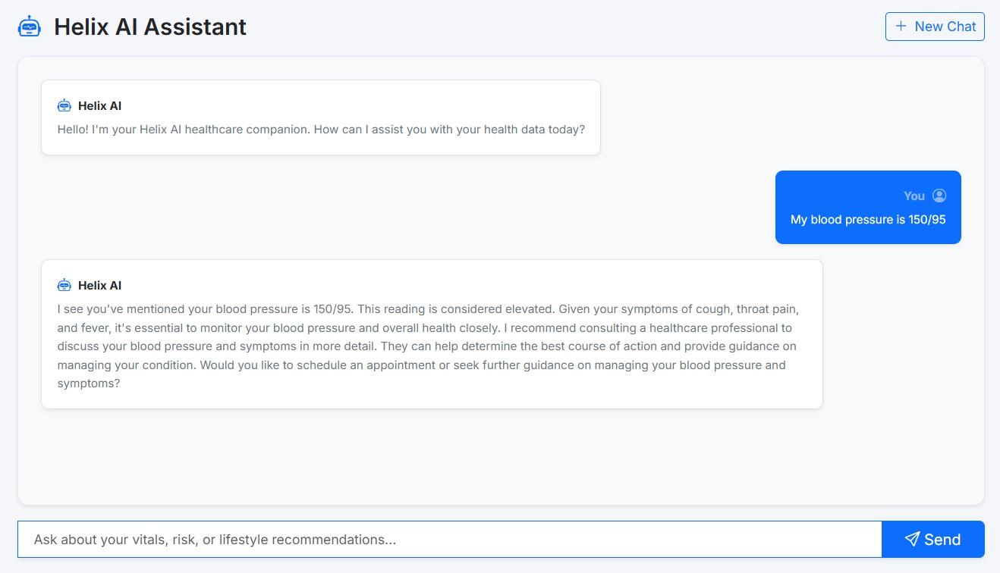 Helix AI Assistant
+ New Chat
Helix AI
Hello! I'm your Helix AI healthcare companion. How can I assist you with your health data today?
You
My blood pressure is 150/95
Helix AI
I see you've mentioned your blood pressure is 150/95. This reading is considered elevated. Given your symptoms of cough, throat pain,
and fever, it's essential to monitor your blood pressure and overall health closely. I recommend consulting a healthcare professional to
discuss your blood pressure and symptoms in more detail. They can help determine the best course of action and provide guidance on
managing your condition. Would you like to schedule an appointment or seek further guidance on managing your blood pressure and
symptoms?
Ask about your vitals, risk, or lifestyle recommendations...
Send